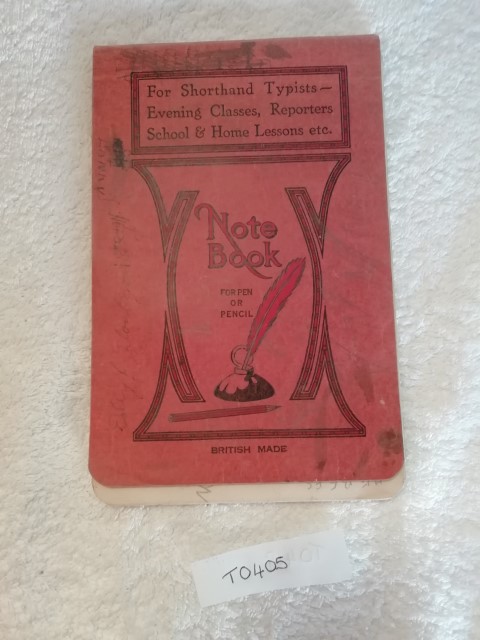 For Shorthand Typists—
Evening Classes, Reporters
School & Home Lessons etc.
Note
Book
FOR PEN
OR
PENCIL
BRITISH MADE
T0405